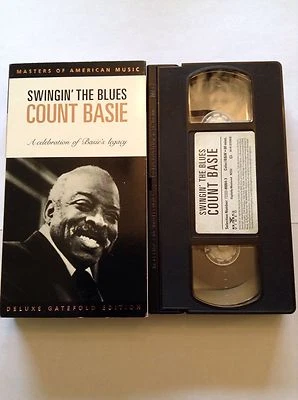 MASTERS OF AMERICAN MUSIC
SWINGIN' THE BLUES
COUNT BASIE
A celebration of Basie's legacy
DELUXE GATEFOLD EDITION
SWINGIN' THE BLUES
COUNT BASIE